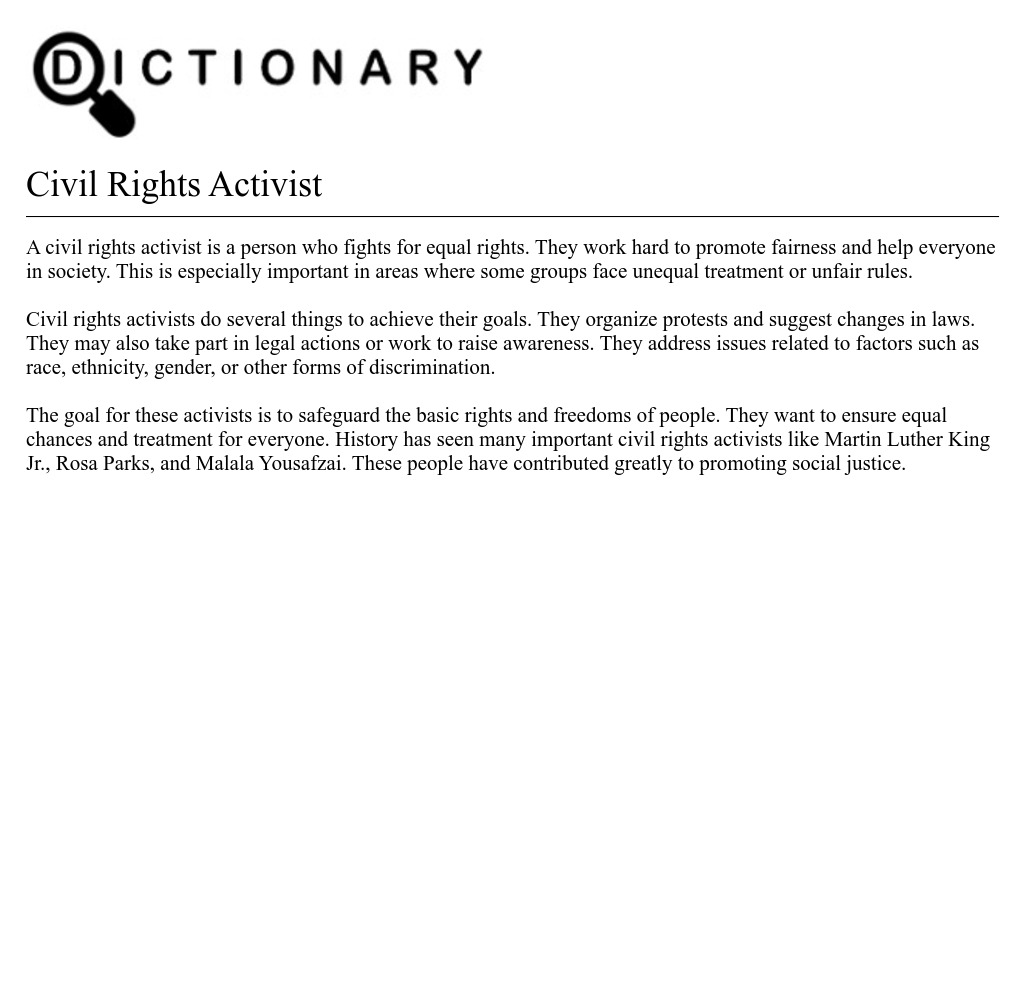 DICTIONARY
Civil Rights Activist
A civil rights activist is a person who fights for equal rights. They work hard to promote fairness and help everyone
in society. This is especially important in areas where some groups face unequal treatment or unfair rules.
Civil rights activists do several things to achieve their goals. They organize protests and suggest changes in laws.
They may also take part in legal actions or work to raise awareness. They address issues related to factors such as
race, ethnicity, gender, or other forms of discrimination.
The goal for these activists is to safeguard the basic rights and freedoms of people. They want to ensure equal
chances and treatment for everyone. History has seen many important civil rights activists like Martin Luther King
Jr., Rosa Parks, and Malala Yousafzai. These people have contributed greatly to promoting social justice.